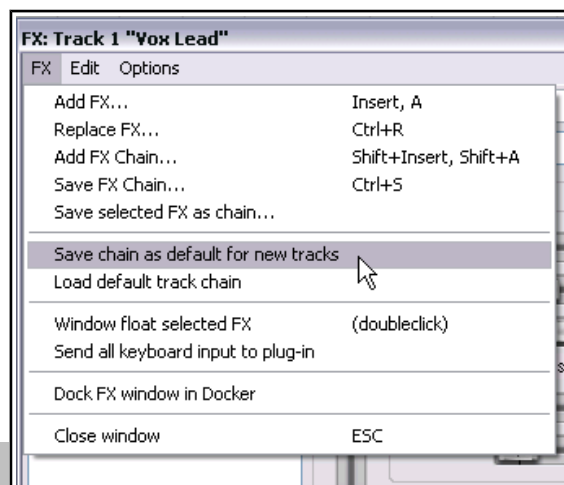 FX: Track 1 "Vox Lead"
FX Edit Options
Add FX... Insert, A
Replace FX... Ctrl+R
Add FX Chain... Shift+Insert, Shift+A
Save FX Chain... Ctrl+S
Save selected FX as chain...
Save chain as default for new tracks
Load default track chain
Window float selected FX (doubleclick)
Send all keyboard input to plug-in
Dock FX window in Docker
Close window ESC